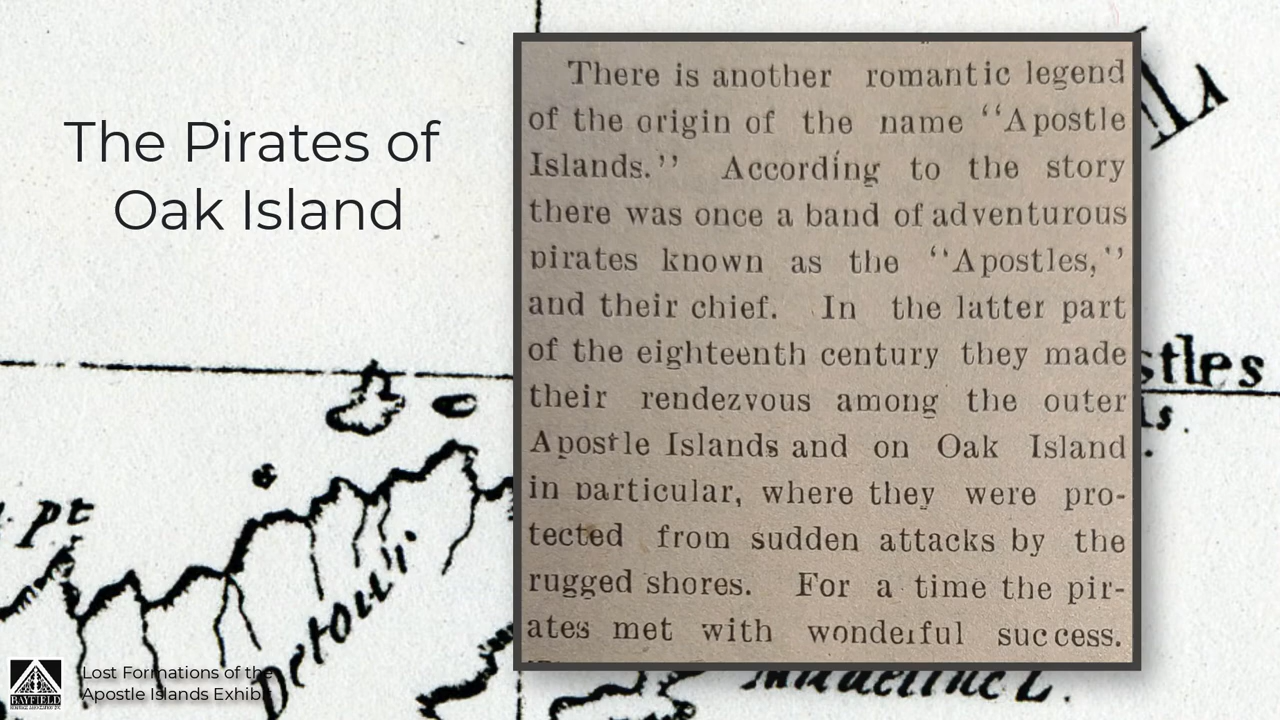 The Pirates of
Oak Island
There is another romantic legend
of the origin of the name “Apostle
Islands.” According to the story
there was once a band of adventurous
pirates known as the “Apostles,”
and their chief. In the latter part
of the eighteenth century they made
their rendezvous among the outer
Apostle Islands and on Oak Island
in particular, where they were pro-
tected from sudden attacks by the
rugged shores. For a time the pir-
ates met with wonderful success.
stles
Is.
. pt
Madeline I.
Lost Formations of the
Apostle Islands Exhibit
BAYFIELD